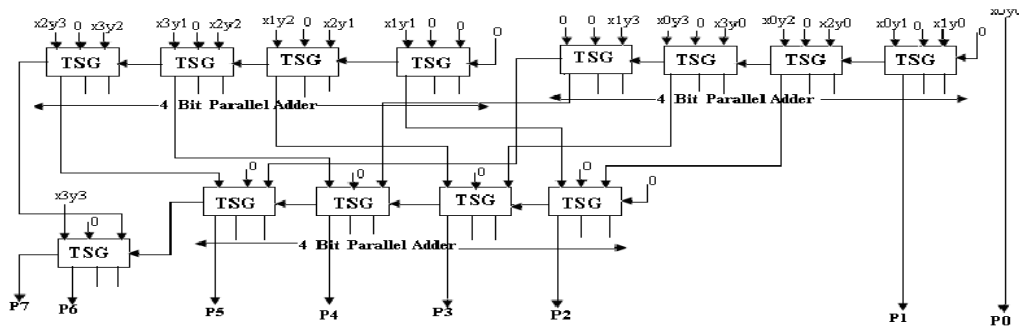 x2y3 0 x3y2 x3y1 0 x2y2 x1y2 0 x2y1 x1y1 0 0 0 0 0 x1y3 x0y3 0 x3y0 x0y2 0 x2y0 x0y1 0 x1y0 0
TSG TSG TSG TSG TSG TSG TSG TSG
4 Bit Parallel Adder 4 Bit Parallel Adder
0 0 0 0 0
x3y3 TSG TSG TSG TSG
0
TSG 4 Bit Parallel Adder
P7 P6 P5 P4 P3 P2 P1 P0